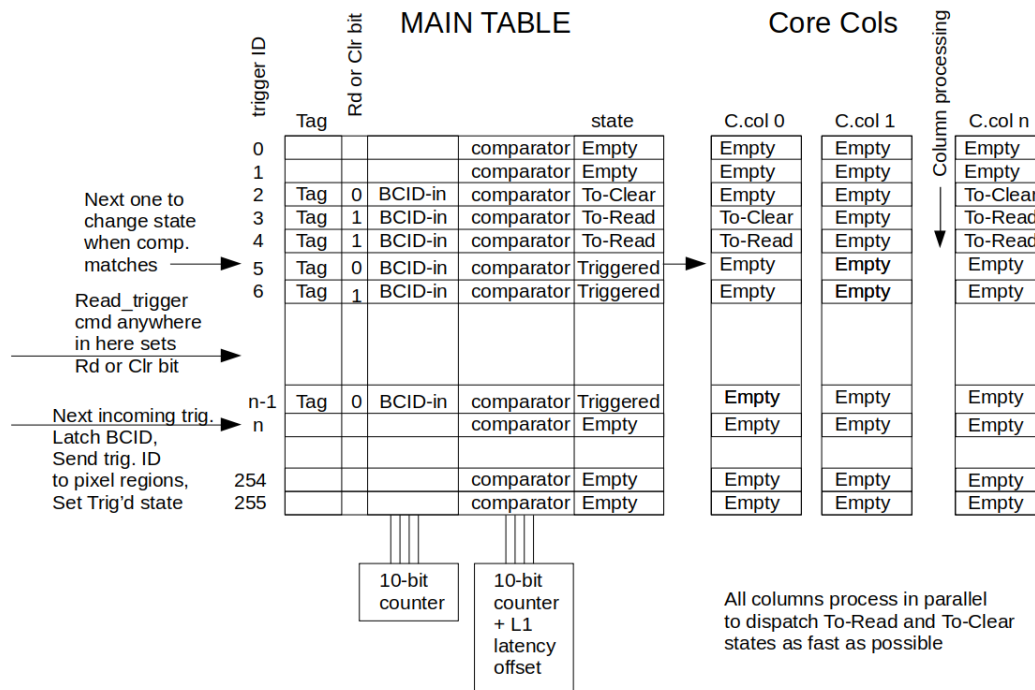 MAIN TABLE
Core Cols
trigger ID
Rd or Clr bit
Column processing
Tag
state
C.col 0
C.col 1
C.col n
0 comparator Empty Empty Empty Empty
1 comparator Empty Empty Empty Empty
2 Tag 0 BCID-in comparator To-Clear Empty Empty To-Clear
3 Tag 1 BCID-in comparator To-Read To-Clear Empty To-Read
4 Tag 1 BCID-in comparator To-Read To-Read Empty To-Read
5 Tag 0 BCID-in comparator Triggered Empty Empty Empty
6 Tag 1 BCID-in comparator Triggered Empty Empty Empty
n-1 Tag 0 BCID-in comparator Triggered Empty Empty Empty
n comparator Empty Empty Empty Empty
254 comparator Empty Empty Empty Empty
255 comparator Empty Empty Empty Empty
Next one to
change state
when comp.
matches
Read_trigger
cmd anywhere
in here sets
Rd or Clr bit
Next incoming trig.
Latch BCID,
Send trig. ID
to pixel regions,
Set Trig'd state
10-bit
counter
10-bit
counter
+ L1
latency
offset
All columns process in parallel
to dispatch To-Read and To-Clear
states as fast as possible